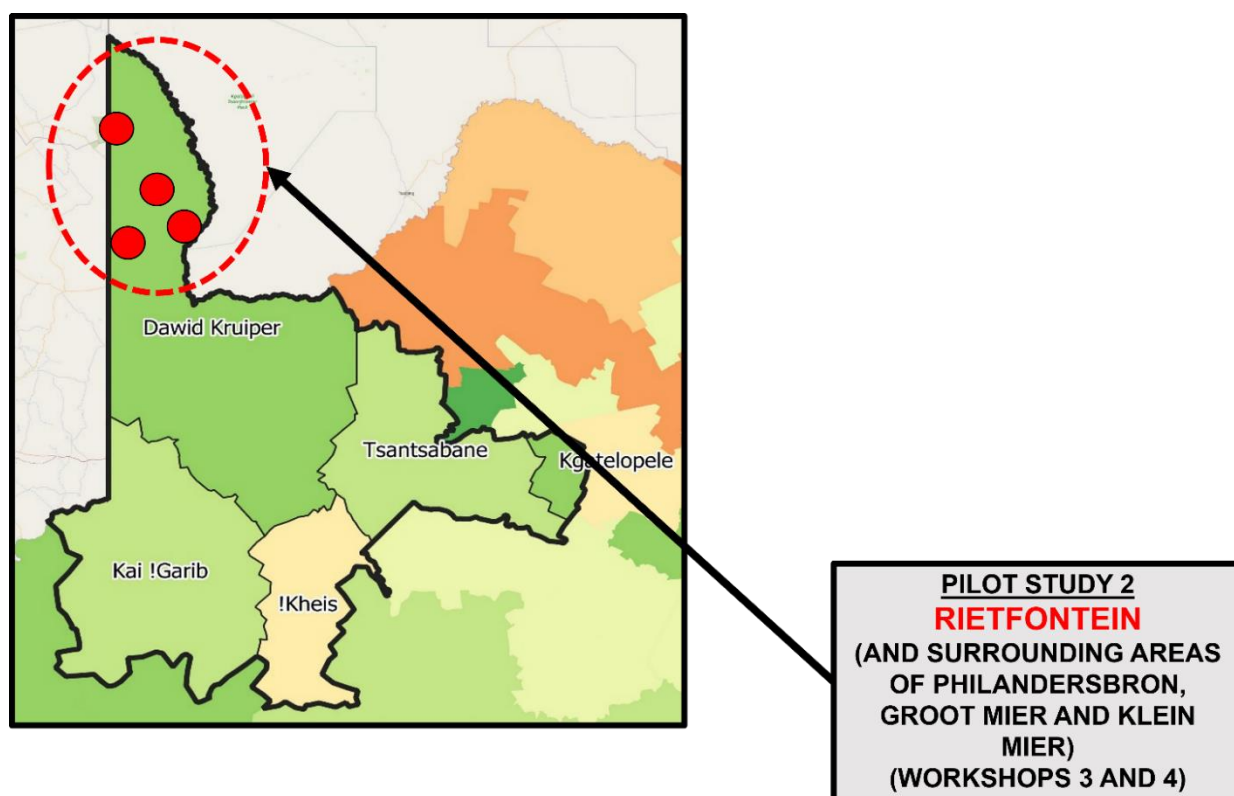 Dawid Kruiper
Tsantsabane
Kgatelopele
Kai !Garib
!Kheis
PILOT STUDY 2
RIETFONTEIN
(AND SURROUNDING AREAS
OF PHILANDERSBRON,
GROOT MIER AND KLEIN
MIER)
(WORKSHOPS 3 AND 4)